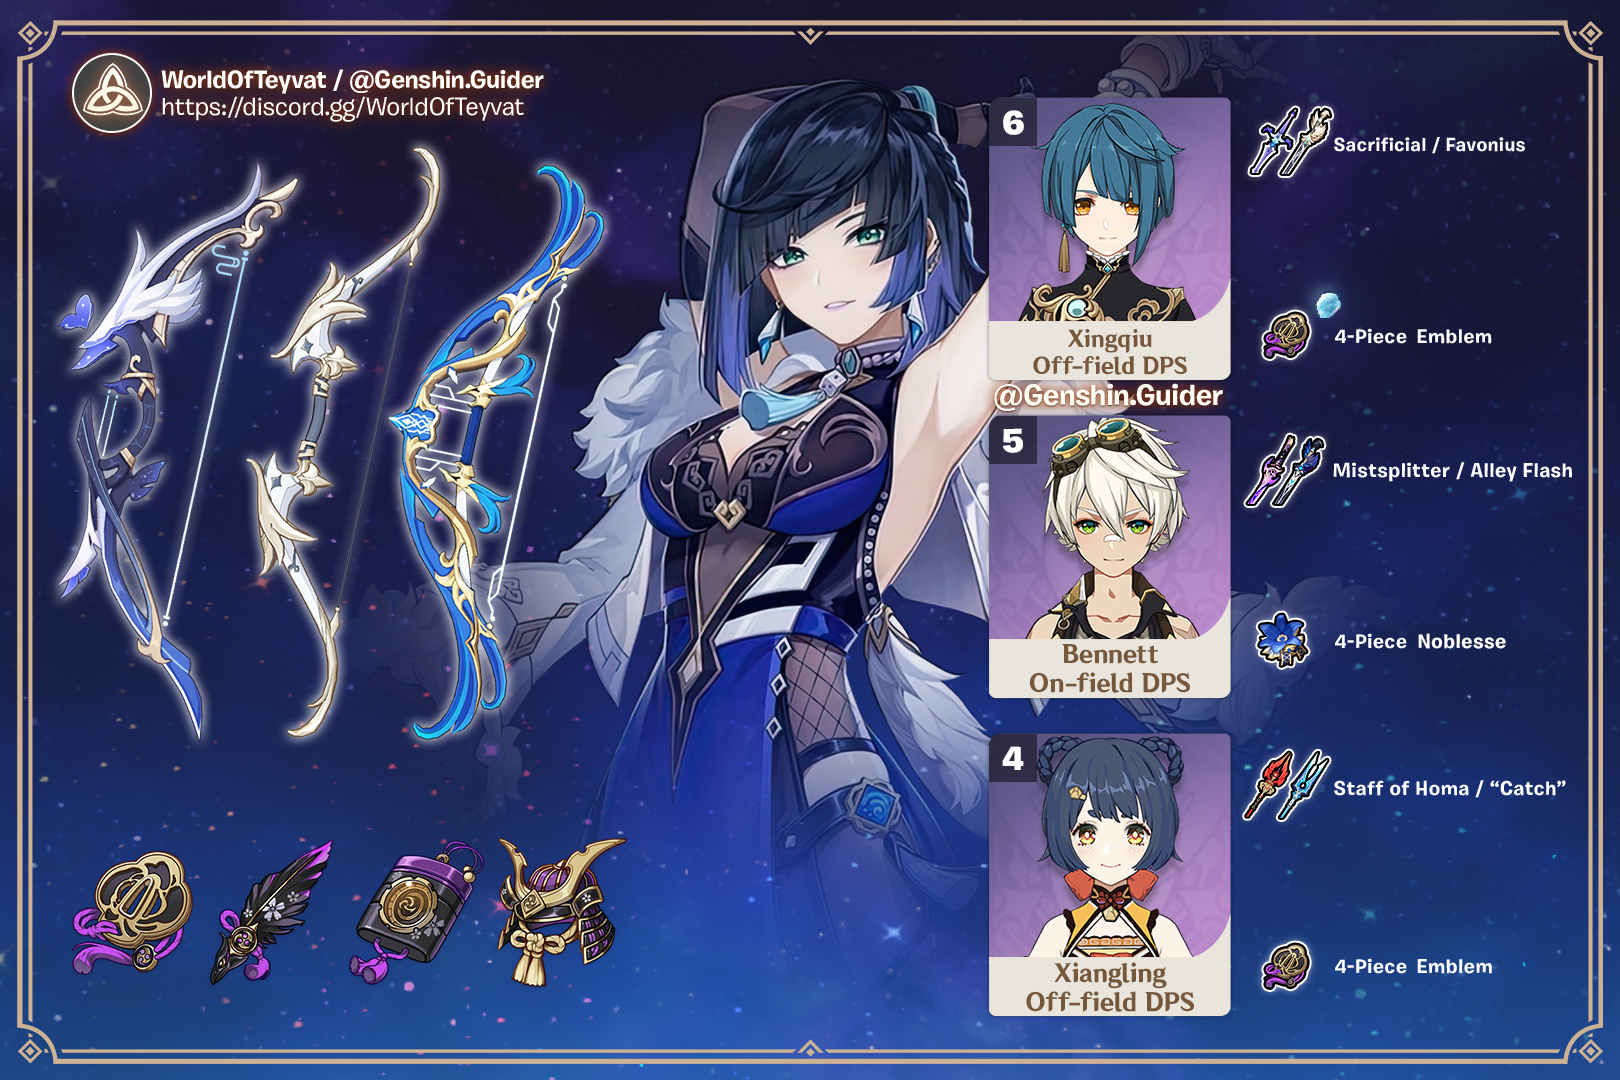 WorldOfTeyvat / @Genshin.Guider
https://discord.gg/WorldOfTeyvat
6
Sacrificial / Favonius
Xingqiu
Off-field DPS
4-Piece Emblem
@Genshin.Guider
5
Mistsplitter / Alley Flash
Bennett
On-field DPS
4-Piece Noblesse
4
Staff of Homa / “Catch”
Xiangling
Off-field DPS
4-Piece Emblem